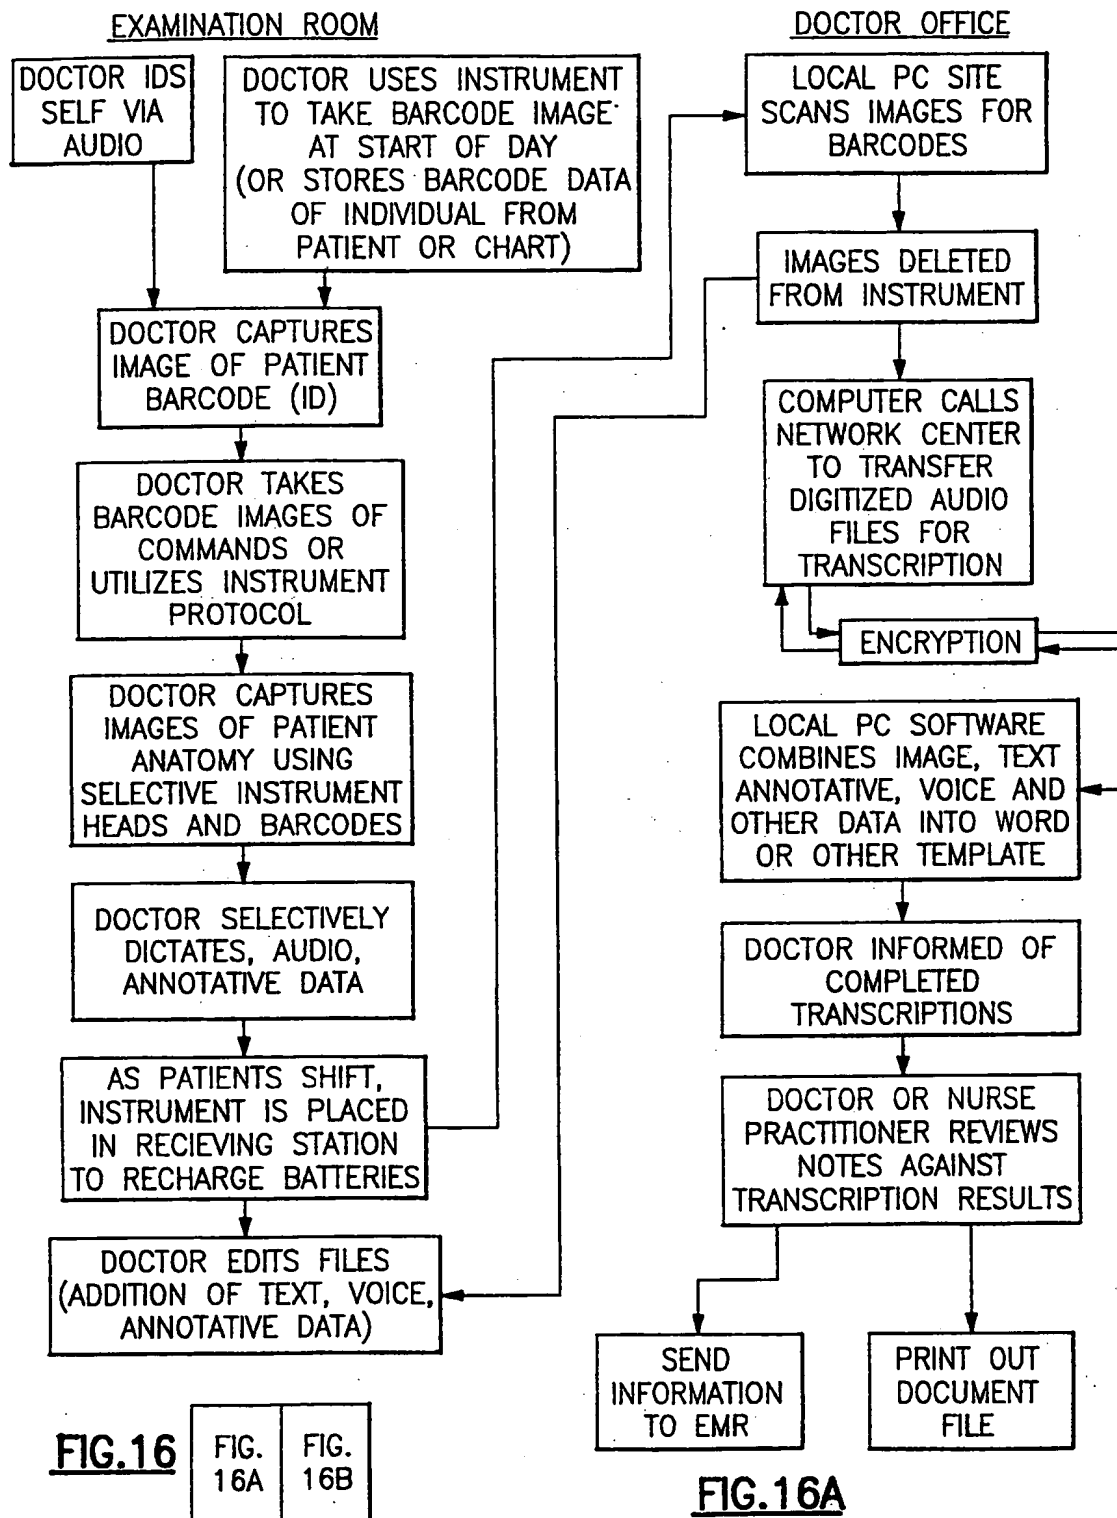 EXAMINATION ROOM
DOCTOR IDS
SELF VIA
AUDIO
DOCTOR USES INSTRUMENT
TO TAKE BARCODE IMAGE
AT START OF DAY
(OR STORES BARCODE DATA
OF INDIVIDUAL FROM
PATIENT OR CHART)
DOCTOR CAPTURES
IMAGE OF PATIENT
BARCODE (ID)
DOCTOR TAKES
BARCODE IMAGES OF
COMMANDS OR
UTILIZES INSTRUMENT
PROTOCOL
DOCTOR CAPTURES
IMAGES OF PATIENT
ANATOMY USING
SELECTIVE INSTRUMENT
HEADS AND BARCODES
DOCTOR SELECTIVELY
DICTATES, AUDIO,
ANNOTATIVE DATA
AS PATIENTS SHIFT,
INSTRUMENT IS PLACED
IN RECIEVING STATION
TO RECHARGE BATTERIES
DOCTOR EDITS FILES
(ADDITION OF TEXT, VOICE,
ANNOTATIVE DATA)
DOCTOR OFFICE
LOCAL PC SITE
SCANS IMAGES FOR
BARCODES
IMAGES DELETED
FROM INSTRUMENT
COMPUTER CALLS
NETWORK CENTER
TO TRANSFER
DIGITIZED AUDIO
FILES FOR
TRANSCRIPTION
ENCRYPTION
LOCAL PC SOFTWARE
COMBINES IMAGE, TEXT
ANNOTATIVE, VOICE AND
OTHER DATA INTO WORD
OR OTHER TEMPLATE
DOCTOR INFORMED OF
COMPLETED
TRANSCRIPTIONS
DOCTOR OR NURSE
PRACTITIONER REVIEWS
NOTES AGAINST
TRANSCRIPTION RESULTS
SEND
INFORMATION
TO EMR
PRINT OUT
DOCUMENT
FILE
FIG.16
FIG.
16A
FIG.
16B
FIG.16A